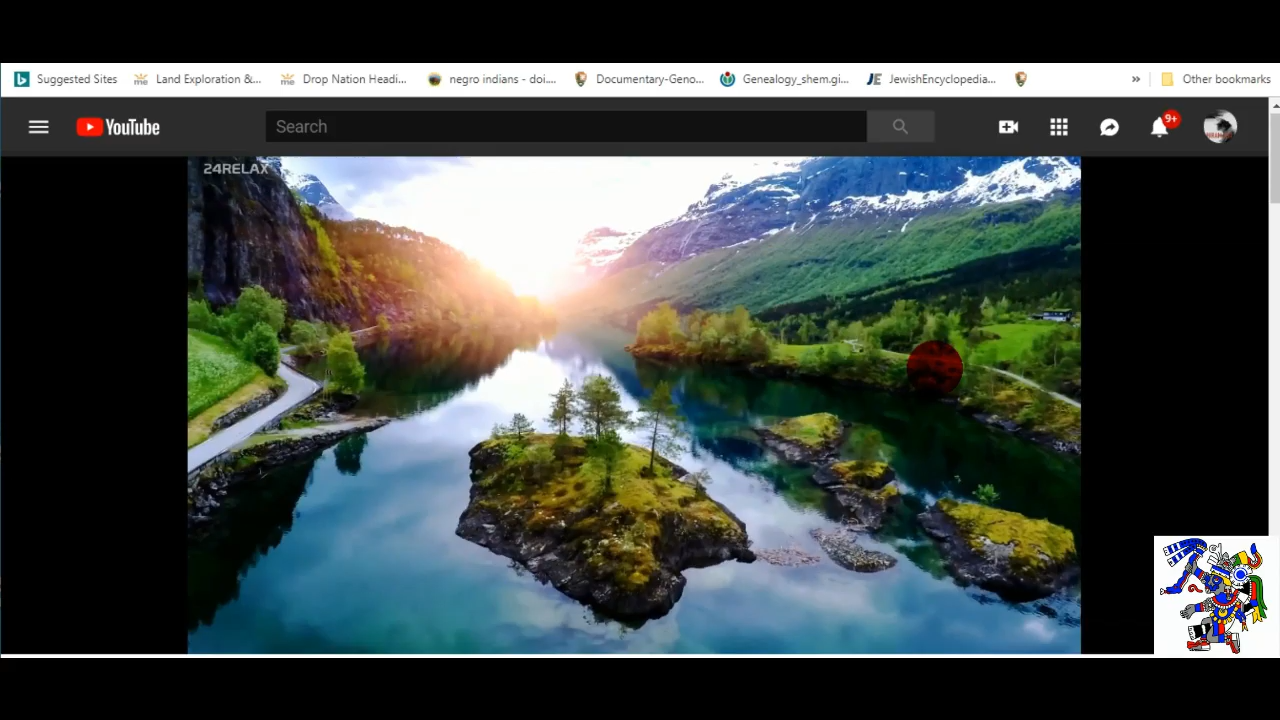 Suggested Sites
Land Exploration &...
Drop Nation Headi...
negro indians - doi....
Documentary-Geno...
Genealogy_shem.gi...
JewishEncyclopedia...
»
Other bookmarks
YouTube
Search
9+
24RELAX